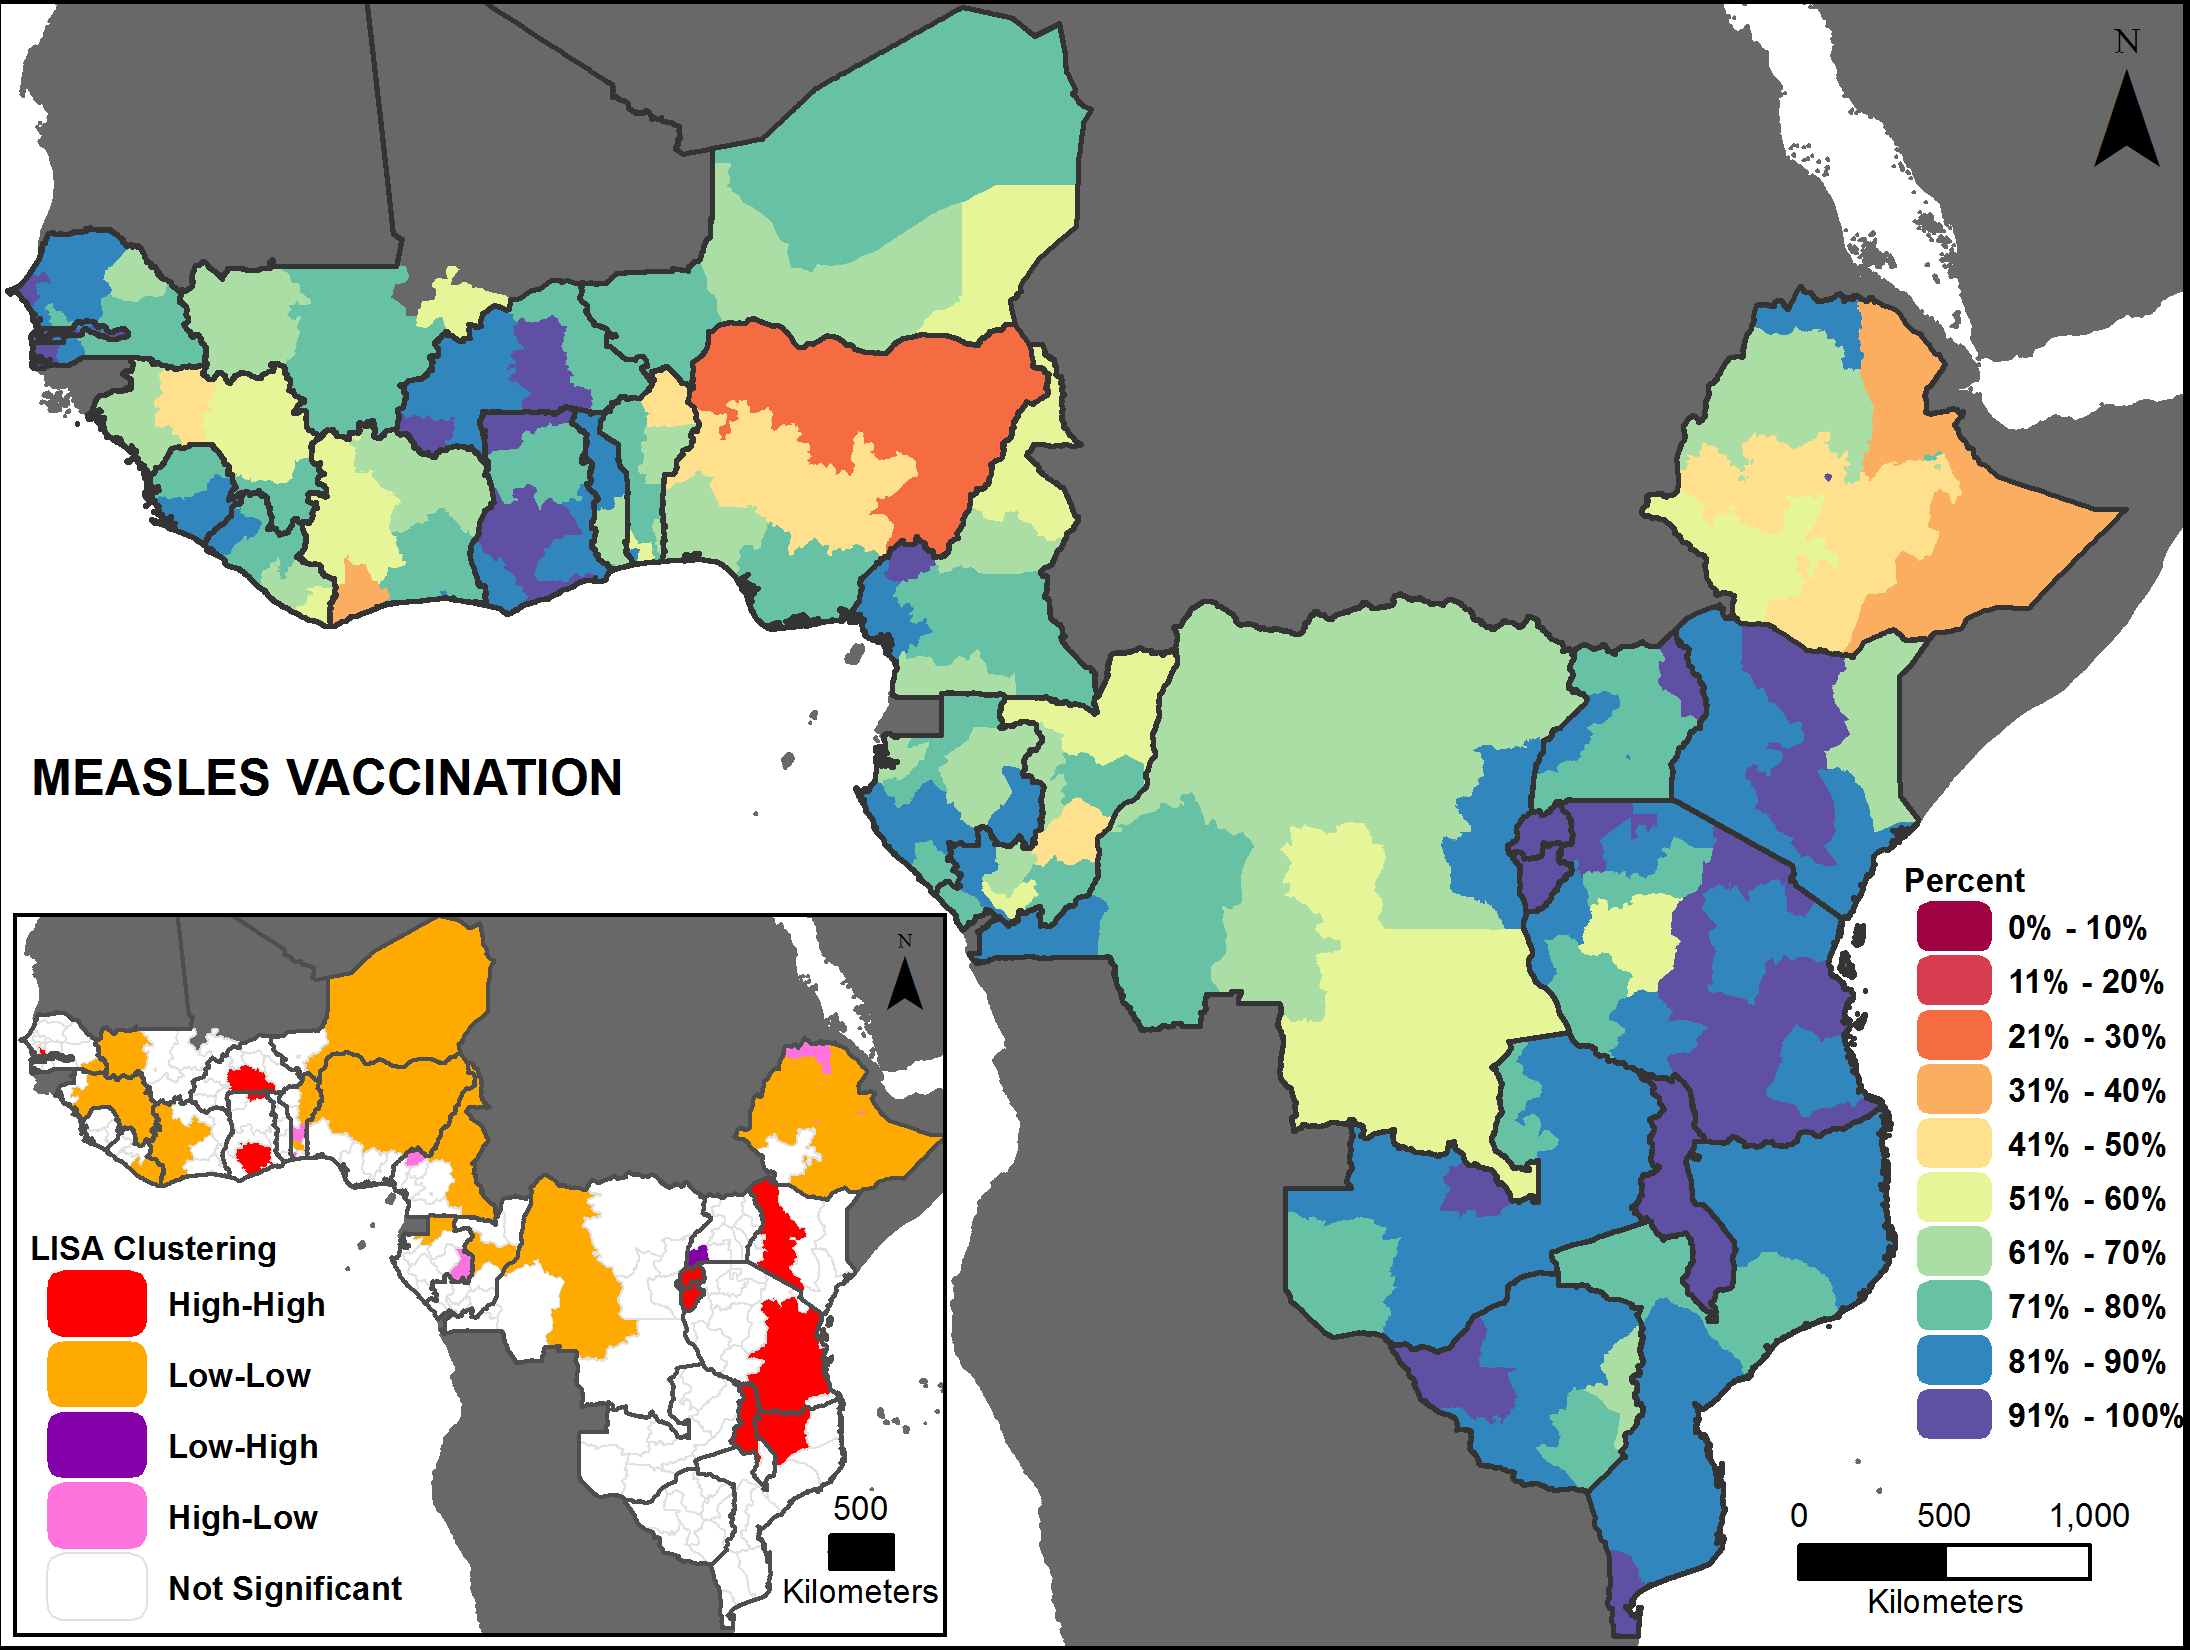 N
MEASLES VACCINATION
Percent
0% - 10%
11% - 20%
21% - 30%
31% - 40%
41% - 50%
51% - 60%
61% - 70%
71% - 80%
81% - 90%
91% - 100%
0 500 1,000
Kilometers
N
LISA Clustering
High-High
Low-Low
Low-High
High-Low
Not Significant
500
Kilometers